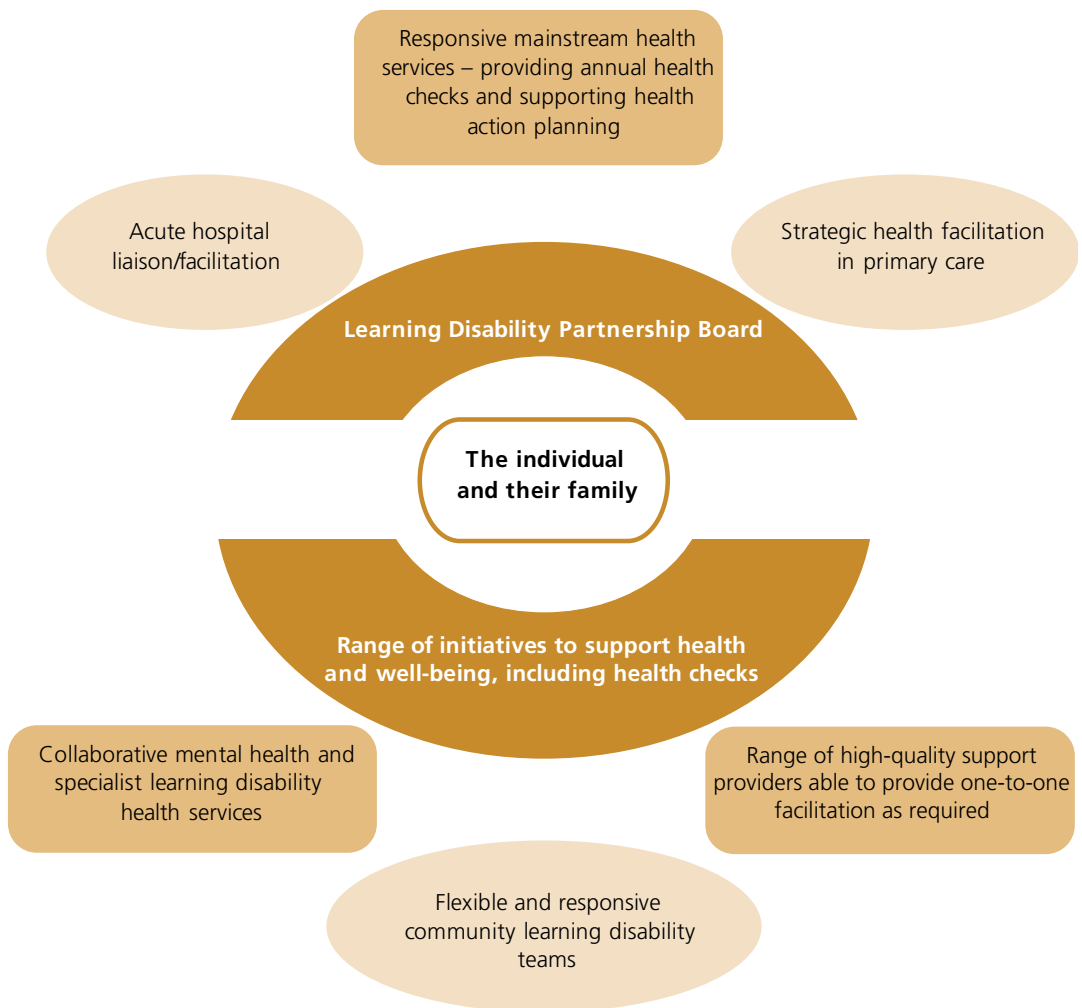 Responsive mainstream health
services – providing annual health
checks and supporting health
action planning
Acute hospital
liaison/facilitation
Strategic health facilitation
in primary care
Learning Disability Partnership Board
The individual
and their family
Range of initiatives to support health
and well-being, including health checks
Collaborative mental health and
specialist learning disability
health services
Range of high-quality support
providers able to provide one-to-one
facilitation as required
Flexible and responsive
community learning disability
teams